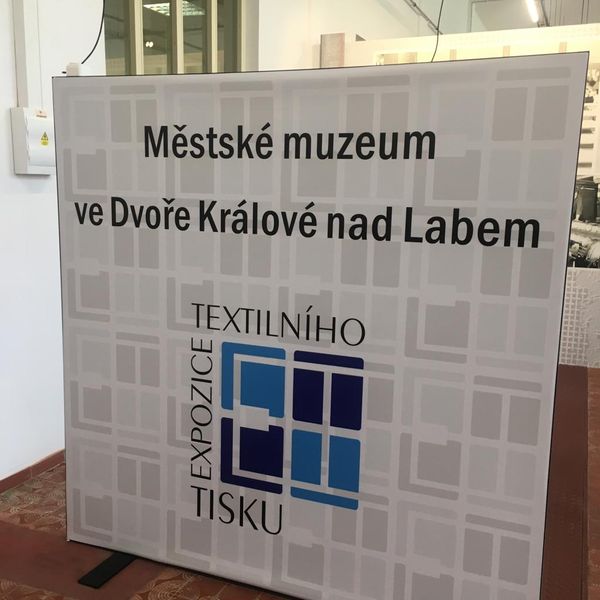 Městské muzeum
ve Dvoře Králové nad Labem
EXPOZICE
TEXTILNÍHO
TISKU